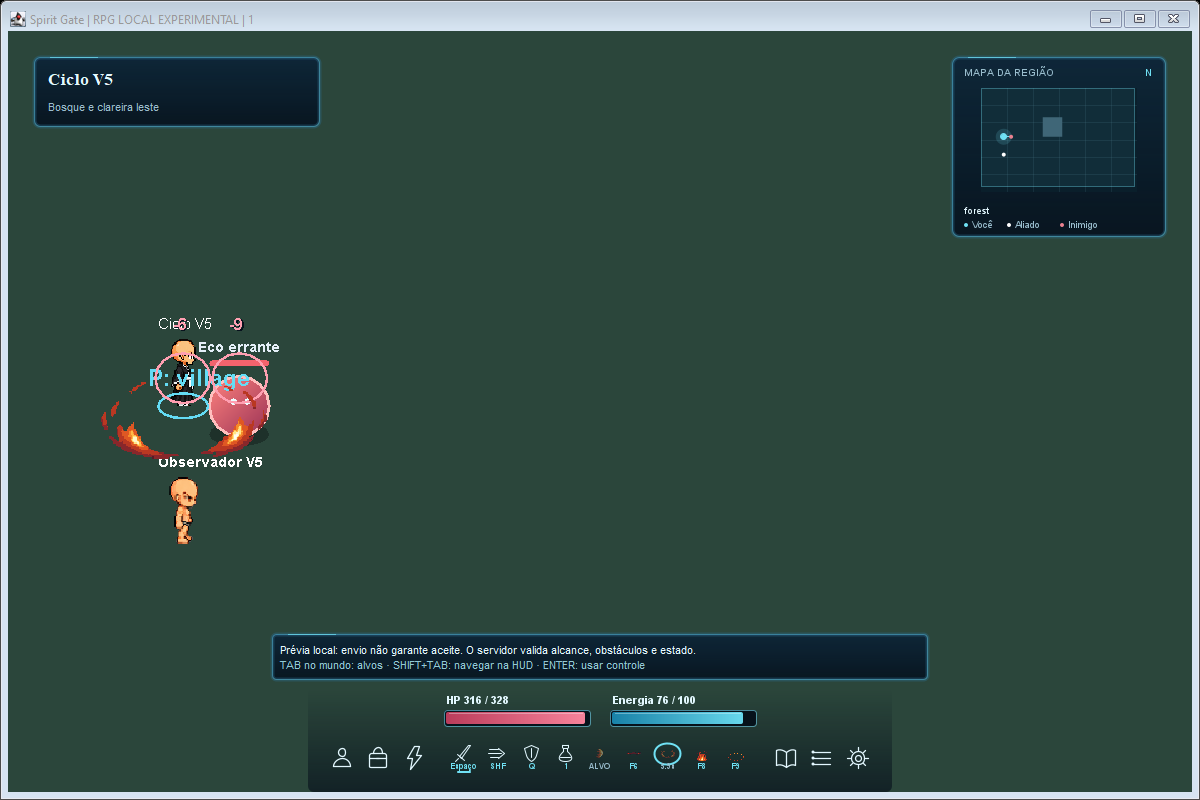 Spirit Gate | RPG LOCAL EXPERIMENTAL | 1
Ciclo V5
Bosque e clareira leste
MAPA DA REGIÃO
N
forest
Você
Aliado
Inimigo
V5
-9
Eco errante
P: village
Observador V5
Prévia local: envio não garante aceite. O servidor valida alcance, obstáculos e estado.
TAB no mundo: alvos · SHIFT+TAB: navegar na HUD · ENTER: usar controle
HP 316 / 328
Energia 76 / 100
Espaço
SHF
Q
1
ALVO
F6
F8
F9